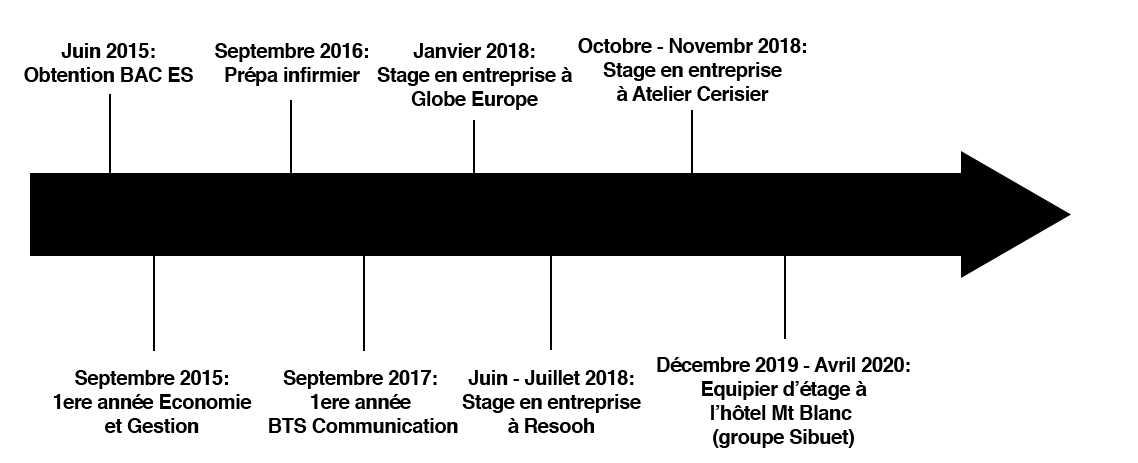 Juin 2015:
Obtention BAC ES
Septembre 2016:
Prépa infirmier
Janvier 2018:
Stage en entreprise à
Globe Europe
Octobre - Novembr 2018:
Stage en entreprise
à Atelier Cerisier
Septembre 2015:
1ere année Economie
et Gestion
Septembre 2017:
1ere année
BTS Communication
Juin - Juillet 2018:
Stage en entreprise
à Resooh
Décembre 2019 - Avril 2020:
Equipier d’étage à
l’hôtel Mt Blanc
(groupe Sibuet)